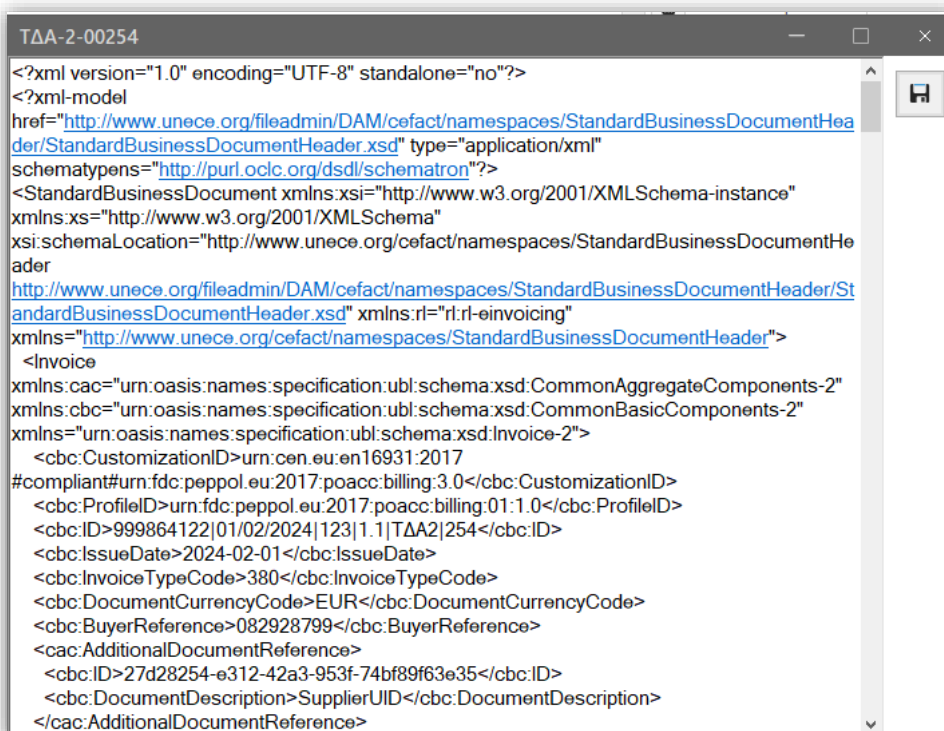 ΤΔΑ-2-00254
<?xml version="1.0" encoding="UTF-8" standalone="no"?>
<?xml-model
href="http://www.unece.org/fileadmin/DAM/cefact/namespaces/StandardBusinessDocumentHea
der/StandardBusinessDocumentHeader.xsd" type="application/xml"
schematypens="http://purl.oclc.org/dsdl/schematron"?>
<StandardBusinessDocument xmlns:xsi="http://www.w3.org/2001/XMLSchema-instance"
xmlns:xs="http://www.w3.org/2001/XMLSchema"
xsi:schemaLocation="http://www.unece.org/cefact/namespaces/StandardBusinessDocumentHe
ader
http://www.unece.org/fileadmin/DAM/cefact/namespaces/StandardBusinessDocumentHeader/St
andardBusinessDocumentHeader.xsd" xmlns:rl="rl:rl-einvoicing"
xmlns="http://www.unece.org/cefact/namespaces/StandardBusinessDocumentHeader">
<Invoice
xmlns:cac="urn:oasis:names:specification:ubl:schema:xsd:CommonAggregateComponents-2"
xmlns:cbc="urn:oasis:names:specification:ubl:schema:xsd:CommonBasicComponents-2"
xmlns="urn:oasis:names:specification:ubl:schema:xsd:Invoice-2">
<cbc:CustomizationID>urn:cen.eu:en16931:2017
#compliant#urn:fdc:peppol.eu:2017:poacc:billing:3.0</cbc:CustomizationID>
<cbc:ProfileID>urn:fdc:peppol.eu:2017:poacc:billing:01:1.0</cbc:ProfileID>
<cbc:ID>999864122|01/02/2024|123|1.1|ΤΔΑ2|254</cbc:ID>
<cbc:IssueDate>2024-02-01</cbc:IssueDate>
<cbc:InvoiceTypeCode>380</cbc:InvoiceTypeCode>
<cbc:DocumentCurrencyCode>EUR</cbc:DocumentCurrencyCode>
<cbc:BuyerReference>082928799</cbc:BuyerReference>
<cac:AdditionalDocumentReference>
<cbc:ID>27d28254-e312-42a3-953f-74bf89f63e35</cbc:ID>
<cbc:DocumentDescription>SupplierUID</cbc:DocumentDescription>
</cac:AdditionalDocumentReference>